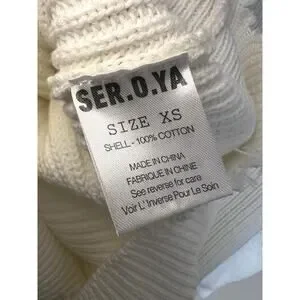 SER.O.YA
SIZE XS
SHELL - 100% COTTON
MADE IN CHINA
FABRIQUE EN CHINE
See reverse for care
Voir L'Inverse Pour Le Soin